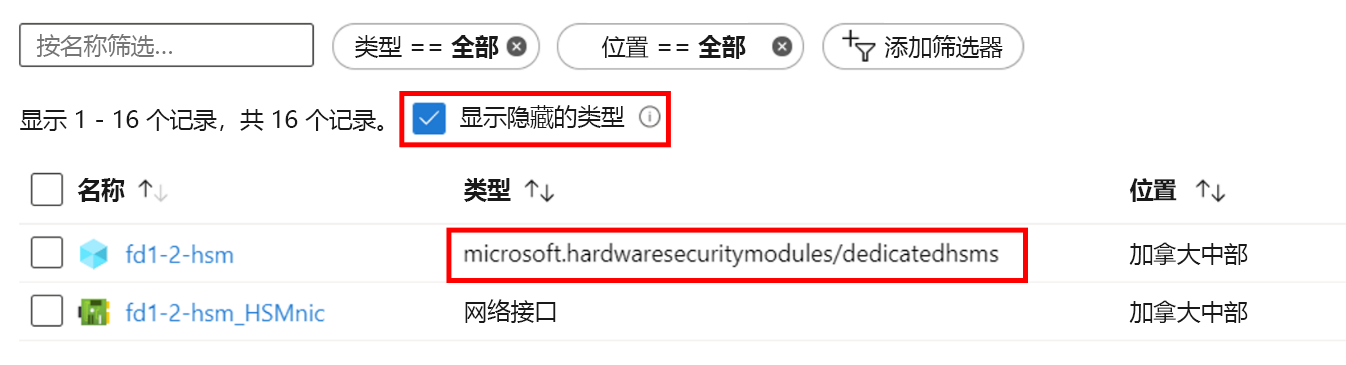 按名称筛选... 类型 == 全部 位置 == 全部 添加筛选器
显示 1 - 16 个记录，共 16 个记录。 显示隐藏的类型
名称 类型 位置
fd1-2-hsm microsoft.hardwaresecuritymodules/dedicatedhsms 加拿大中部
fd1-2-hsm_HSMnic 网络接口 加拿大中部